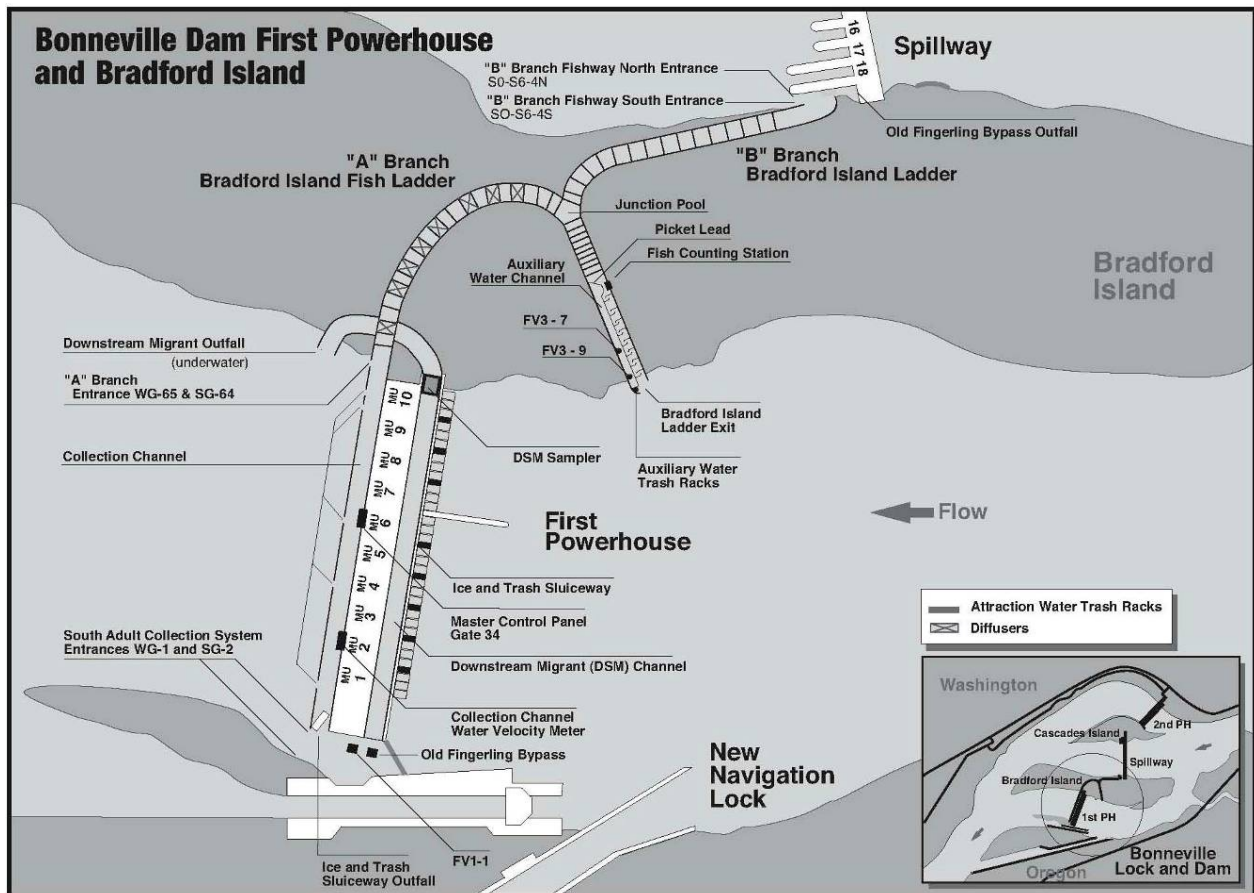 Bonneville Dam First Powerhouse
and Bradford Island
16
17
18
Spillway
"B" Branch Fishway North Entrance
S0-S6-4N
"B" Branch Fishway South Entrance
SO-S6-4S
Old Fingerling Bypass Outfall
"A" Branch
Bradford Island Fish Ladder
"B" Branch
Bradford Island Ladder
Junction Pool
Picket Lead
Fish Counting Station
Auxiliary
Water Channel
Bradford
Island
FV3 - 7
FV3 - 9
Downstream Migrant Outfall
(underwater)
"A" Branch
Entrance WG-65 & SG-64
Bradford Island
Ladder Exit
Collection Channel
DSM Sampler
Auxiliary Water
Trash Racks
MU 10
MU 9
MU 8
MU 7
MU 6
MU 5
MU 4
MU 3
MU 2
MU 1
First
Powerhouse
Flow
Ice and Trash Sluiceway
Master Control Panel
Gate 34
South Adult Collection System
Entrances WG-1 and SG-2
Downstream Migrant (DSM) Channel
Collection Channel
Water Velocity Meter
Old Fingerling Bypass
New
Navigation
Lock
Ice and Trash
Sluiceway Outfall
FV1-1
Attraction Water Trash Racks
Diffusers
Washington
2nd PH
Cascades Island
Spillway
Bradford Island
1st PH
Oregon
Bonneville
Lock and Dam